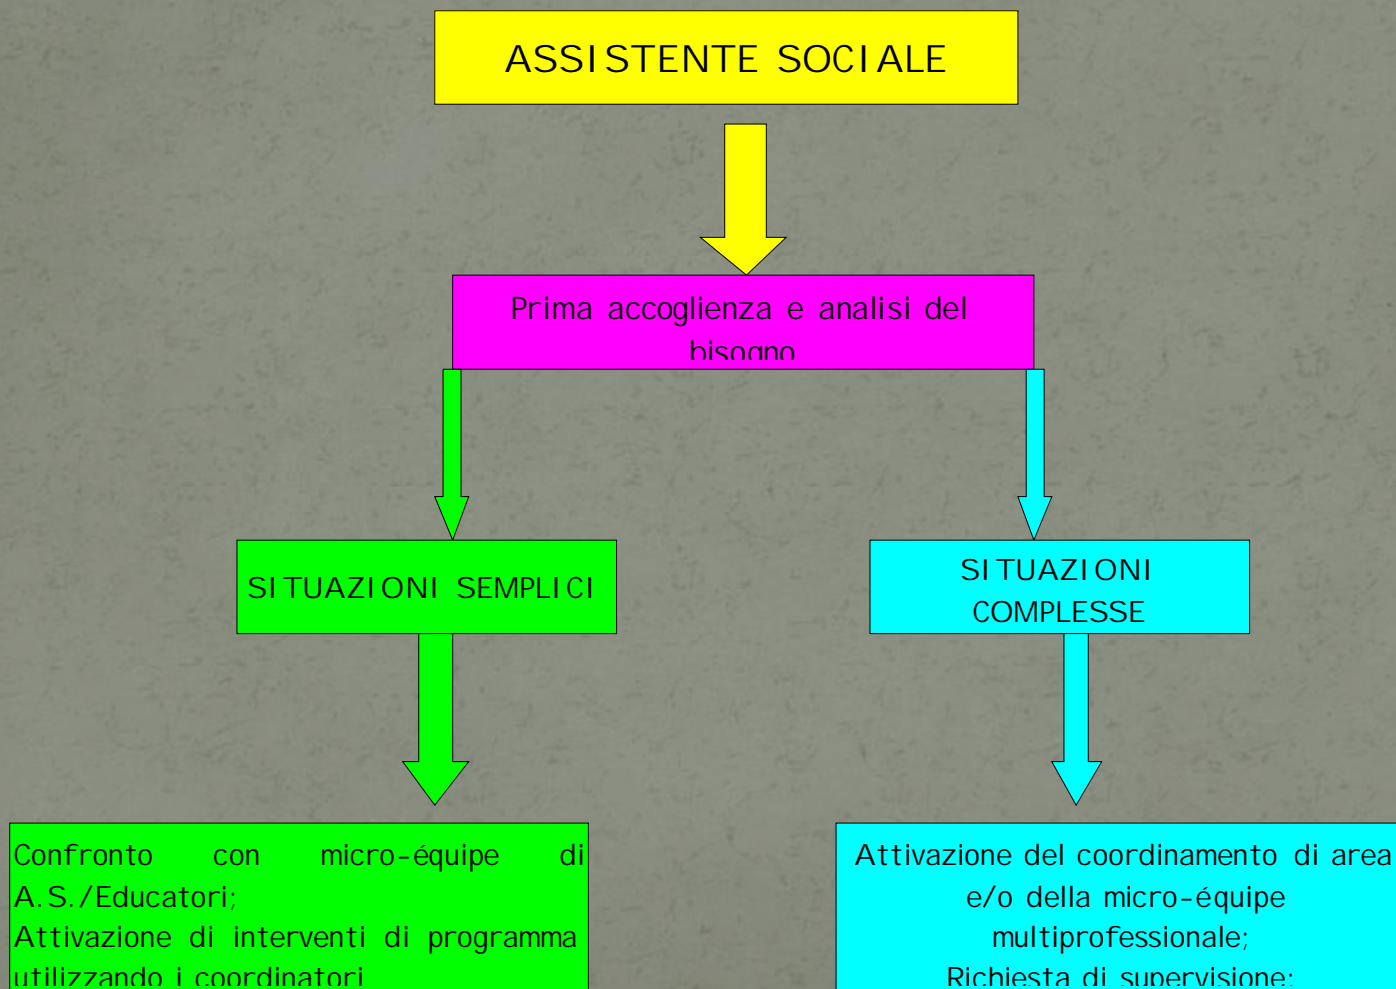 ASSISTENTE SOCIALE
Prima accoglienza e analisi del
bisogno
SITUAZIONI SEMPLICI
SITUAZIONI
COMPLESSE
Confronto con micro-équipe di
A.S./Educatori;
Attivazione di interventi di programma
utilizzando i coordinatori
Attivazione del coordinamento di area
e/o della micro-équipe
multiprofessionale;
Richiesta di supervisione;